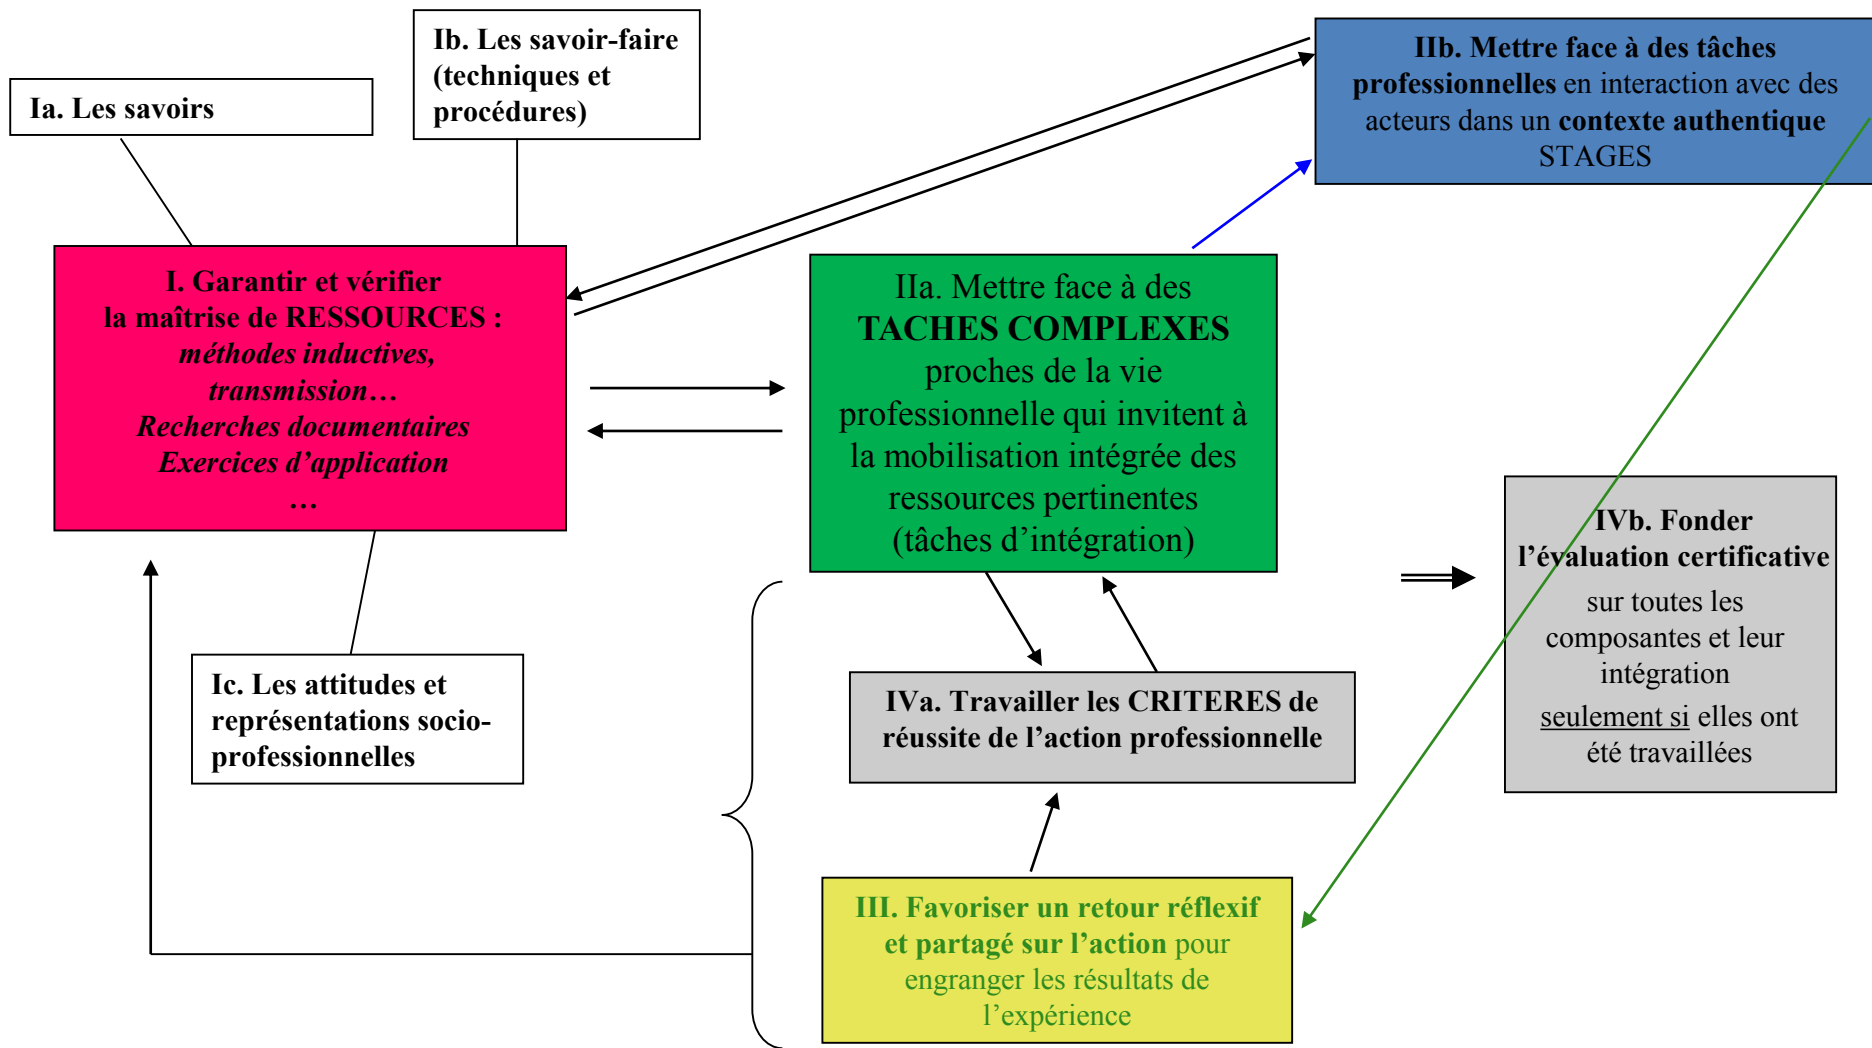 Ia. Les savoirs
Ib. Les savoir-faire
(techniques et
procédures)
IIb. Mettre face à des tâches
professionnelles en interaction avec des
acteurs dans un contexte authentique
STAGES
I. Garantir et vérifier
la maîtrise de RESSOURCES :
méthodes inductives,
transmission…
Recherches documentaires
Exercices d’application
…
IIa. Mettre face à des
TACHES COMPLEXES
proches de la vie
professionnelle qui invitent à
la mobilisation intégrée des
ressources pertinentes
(tâches d’intégration)
IVb. Fonder
l’évaluation certificative
sur toutes les
composantes et leur
intégration
seulement si elles ont
été travaillées
Ic. Les attitudes et
représentations socio-
professionnelles
IVa. Travailler les CRITERES de
réussite de l’action professionnelle
III. Favoriser un retour réflexif
et partagé sur l’action pour
engranger les résultats de
l’expérience